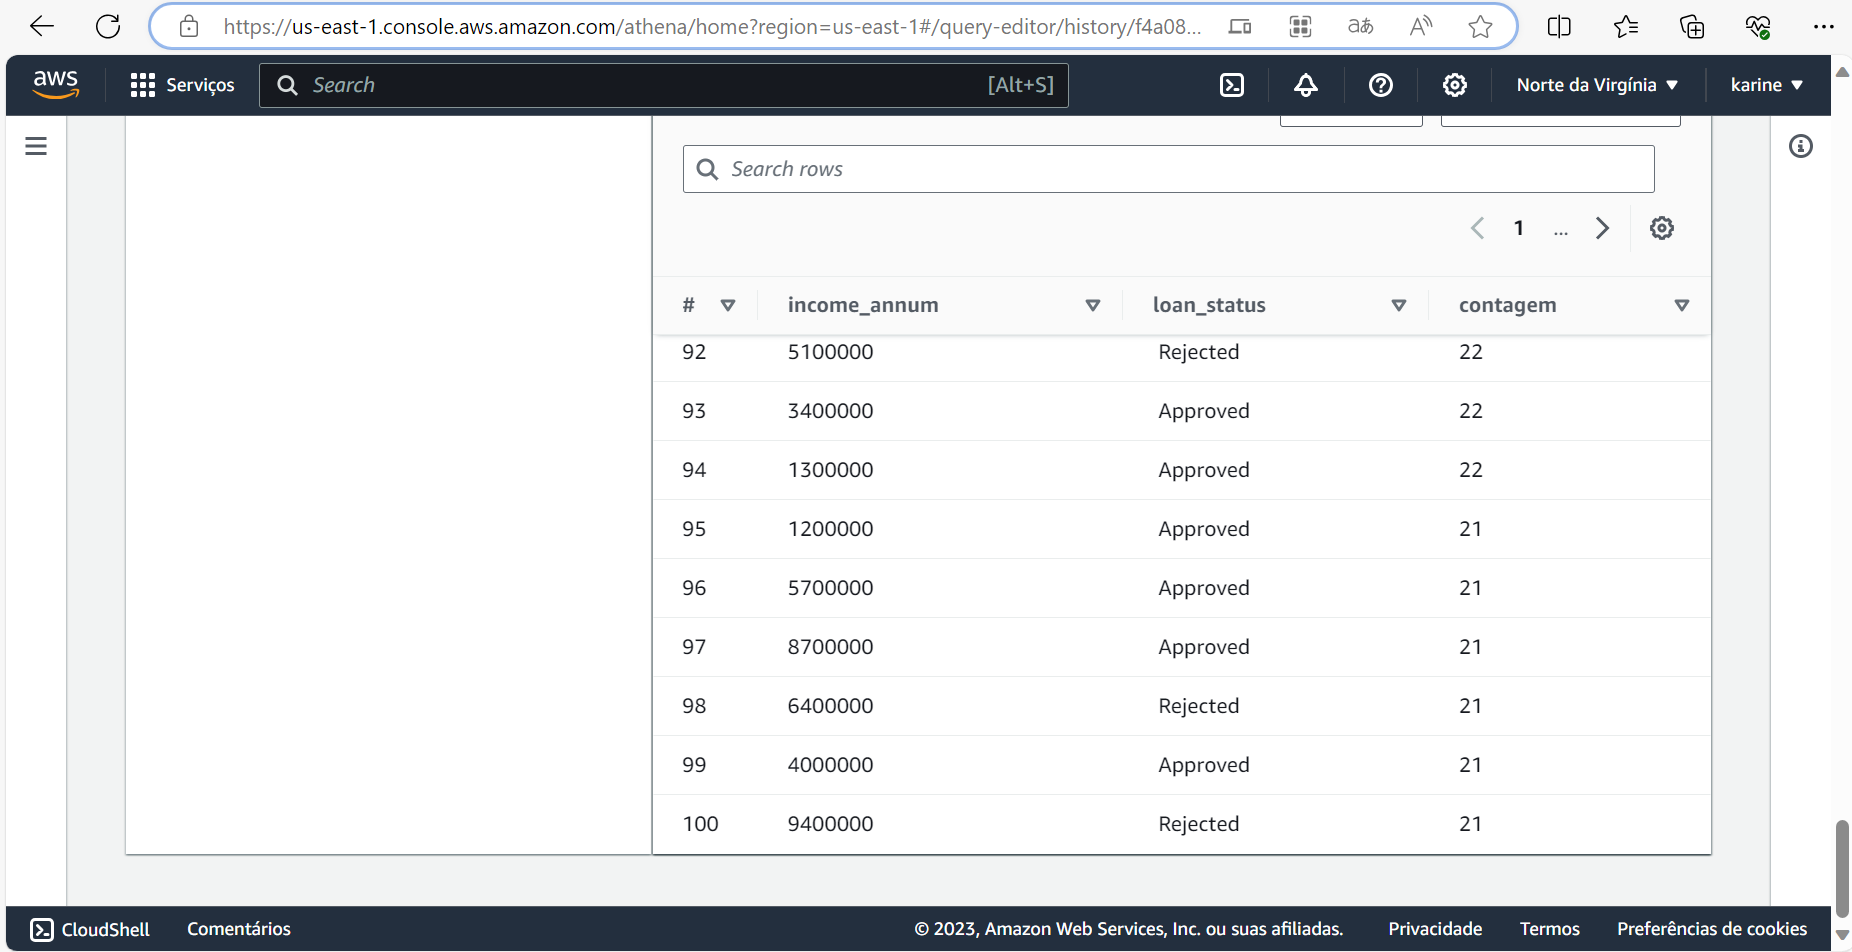 https://us-east-1.console.aws.amazon.com/athena/home?region=us-east-1#/query-editor/history/f4a08...
aws Serviços Search [Alt+S] Norte da Virgínia karine
Search rows
1 ...
# income_annum loan_status contagem
92 5100000 Rejected 22
93 3400000 Approved 22
94 1300000 Approved 22
95 1200000 Approved 21
96 5700000 Approved 21
97 8700000 Approved 21
98 6400000 Rejected 21
99 4000000 Approved 21
100 9400000 Rejected 21
CloudShell Comentários © 2023, Amazon Web Services, Inc. ou suas afiliadas. Privacidade Termos Preferências de cookies